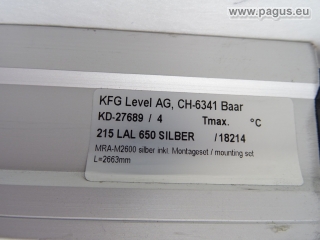 www.pagus.eu
KFG Level AG, CH-6341 Baar
KD-27689 / 4 Tmax. °C
215 LAL 650 SILBER /18214
MRA-M2600 silber inkl. Montageset / mounting set
L=2663mm